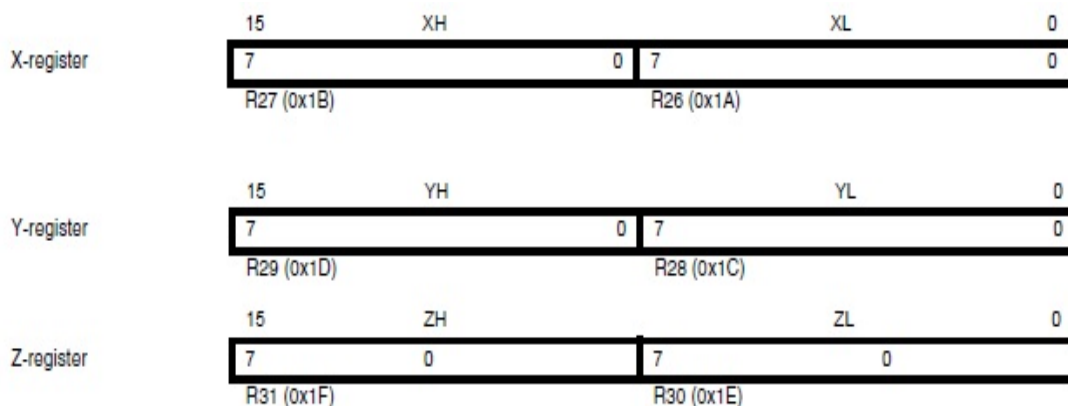 15 XH XL 0
X-register 7 0 7 0
R27 (0x1B) R26 (0x1A)
15 YH YL 0
Y-register 7 0 7 0
R29 (0x1D) R28 (0x1C)
15 ZH ZL 0
Z-register 7 0 7 0
R31 (0x1F) R30 (0x1E)